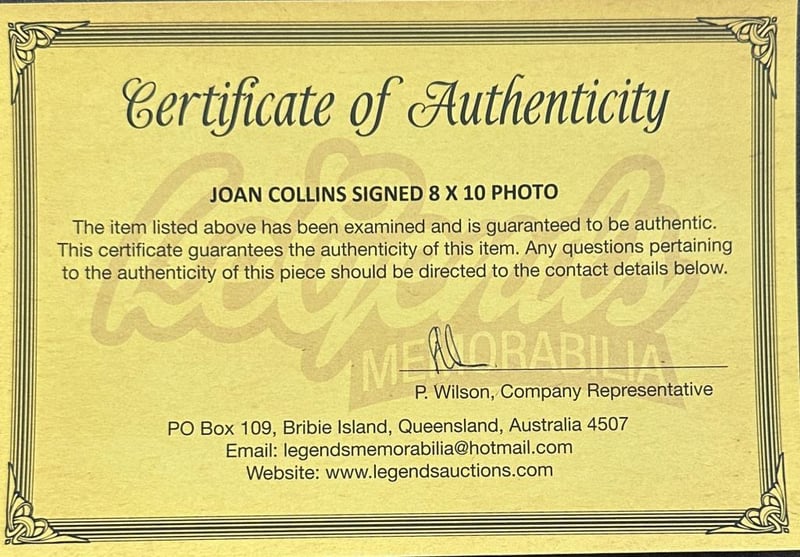 Certificate of Authenticity
JOAN COLLINS SIGNED 8 X 10 PHOTO
The item listed above has been examined and is guaranteed to be authentic.
This certificate guarantees the authenticity of this item. Any questions pertaining
to the authenticity of this piece should be directed to the contact details below.
Legends
MEMORABILIA
P. Wilson, Company Representative
PO Box 109, Bribie Island, Queensland, Australia 4507
Email: legendsmemorabilia@hotmail.com
Website: www.legendsauctions.com